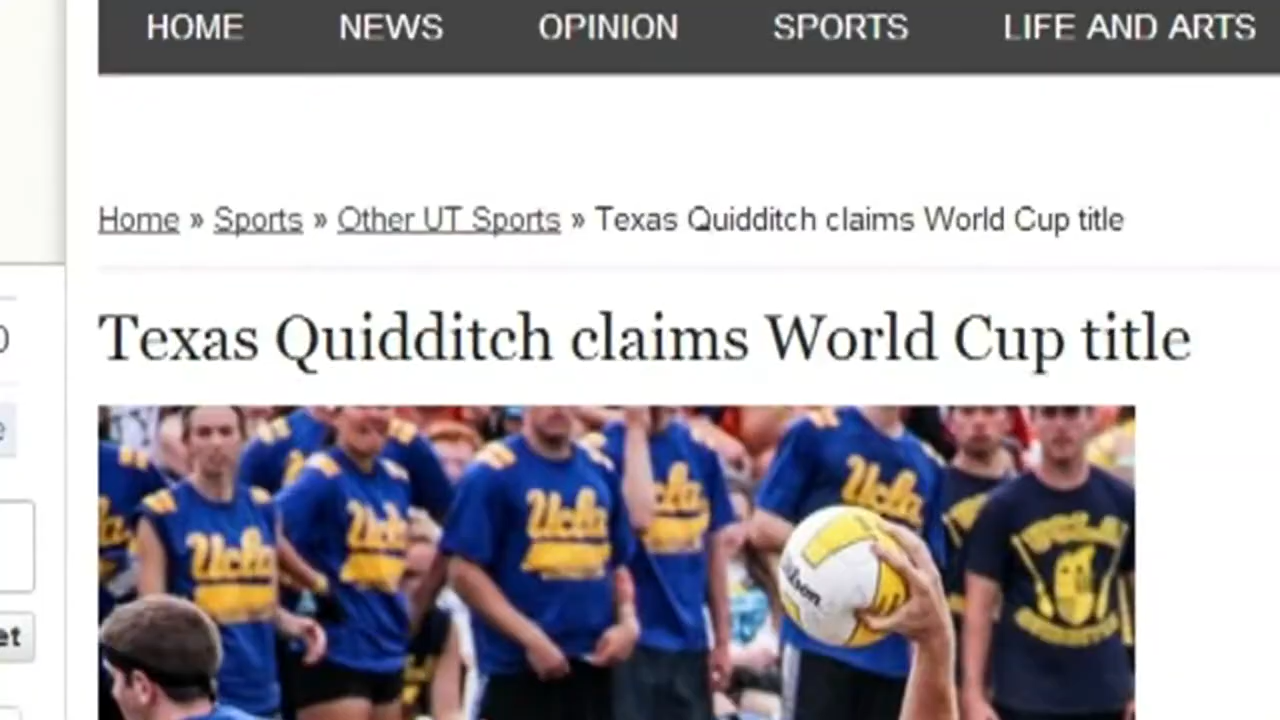 HOME NEWS OPINION SPORTS LIFE AND ARTS
Home » Sports » Other UT Sports » Texas Quidditch claims World Cup title
Texas Quidditch claims World Cup title
Ucla Ucla Ucla Ucla Ucla
Wilson
et